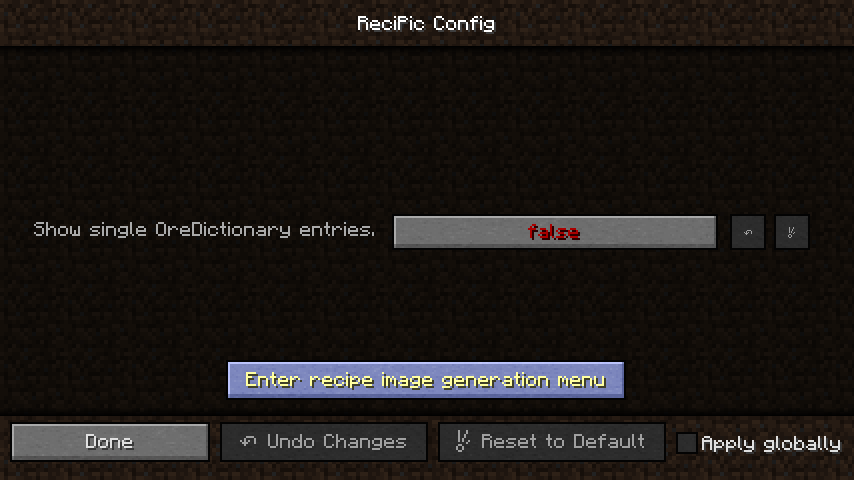 ReciPic Config
Show single OreDictionary entries.
false
Enter recipe image generation menu
Done
↶ Undo Changes
Reset to Default
Apply globally